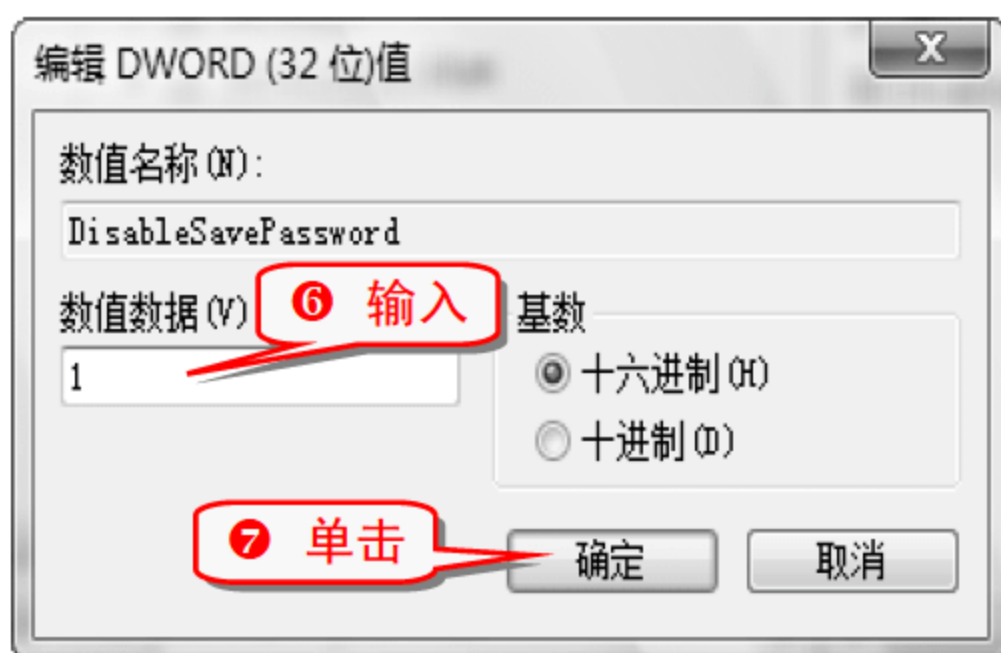 编辑 DWORD (32 位)值
X
数值名称(N):
DisableSavePassword
数值数据(V)
❻ 输入
基数
1
十六进制(H)
十进制(D)
❼ 单击
确定
取消